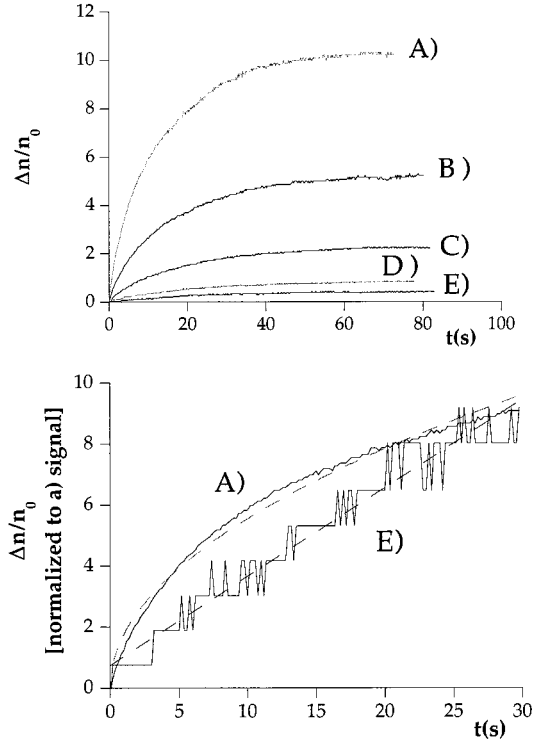 12
10
8
6
4
2
0
Δn/n0
A)
B)
C)
D)
E)
0 20 40 60 80 100
t(s)
10
8
6
4
2
0
Δn/n0
[normalized to a) signal]
A)
E)
0 5 10 15 20 25 30
t(s)